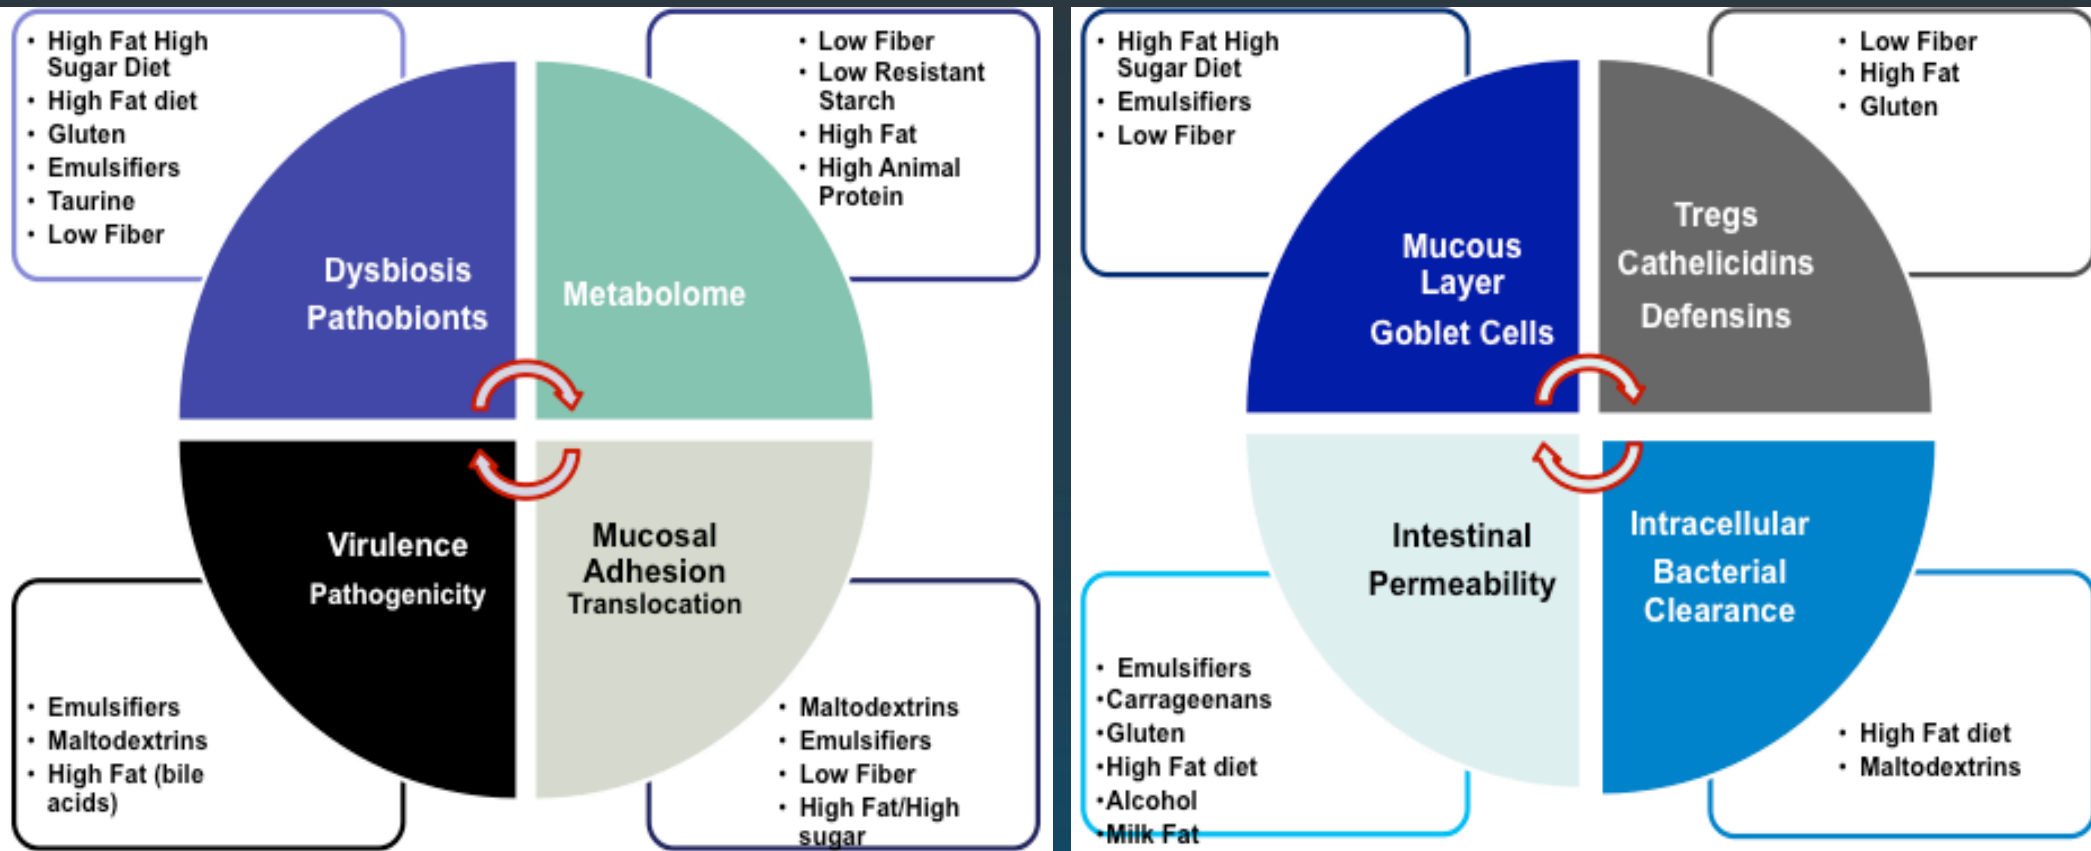 • High Fat High
Sugar Diet
• High Fat diet
• Gluten
• Emulsifiers
• Taurine
• Low Fiber
• Low Fiber
• Low Resistant
Starch
• High Fat
• High Animal
Protein
Dysbiosis
Pathobionts
Metabolome
Virulence
Pathogenicity
Mucosal
Adhesion
Translocation
• Emulsifiers
• Maltodextrins
• High Fat (bile
acids)
• Maltodextrins
• Emulsifiers
• Low Fiber
• High Fat/High
sugar
• High Fat High
Sugar Diet
• Emulsifiers
• Low Fiber
• Low Fiber
• High Fat
• Gluten
Mucous
Layer
Goblet Cells
Tregs
Cathelicidins
Defensins
Intestinal
Permeability
Intracellular
Bacterial
Clearance
• Emulsifiers
•Carrageenans
•Gluten
•High Fat diet
•Alcohol
•Milk Fat
• High Fat diet
• Maltodextrins